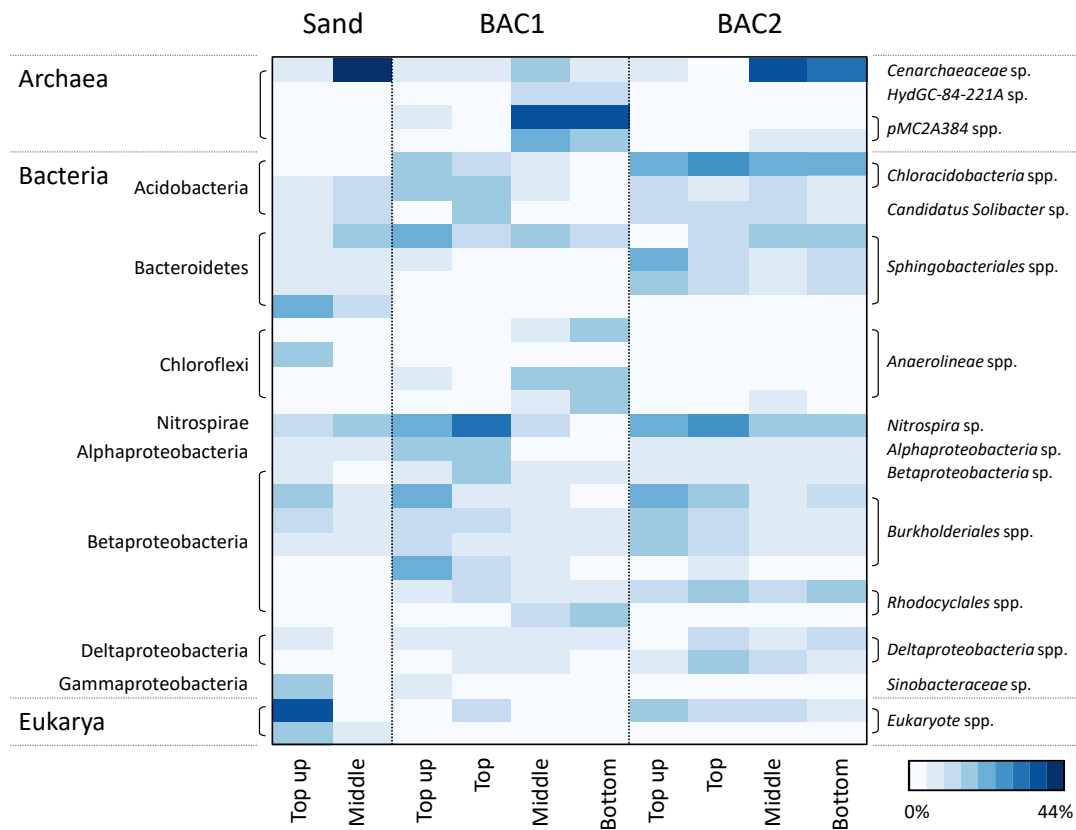 Sand BAC1 BAC2
Archaea
Cenarchaeaceae sp.
HydGC-84-221A sp.
pMC2A384 spp.
Bacteria
Acidobacteria
Chloracidobacteria spp.
Candidatus Solibacter sp.
Bacteroidetes
Sphingobacteriales spp.
Chloroflexi
Anaerolineae spp.
Nitrospirae
Nitrospira sp.
Alphaproteobacteria
Alphaproteobacteria sp.
Betaproteobacteria sp.
Betaproteobacteria
Burkholderiales spp.
Rhodocyclales spp.
Deltaproteobacteria
Deltaproteobacteria spp.
Gammaproteobacteria
Sinobacteraceae sp.
Eukarya
Eukaryote spp.
Top up
Middle
Top up
Top
Middle
Bottom
Top up
Top
Middle
Bottom
0% 44%